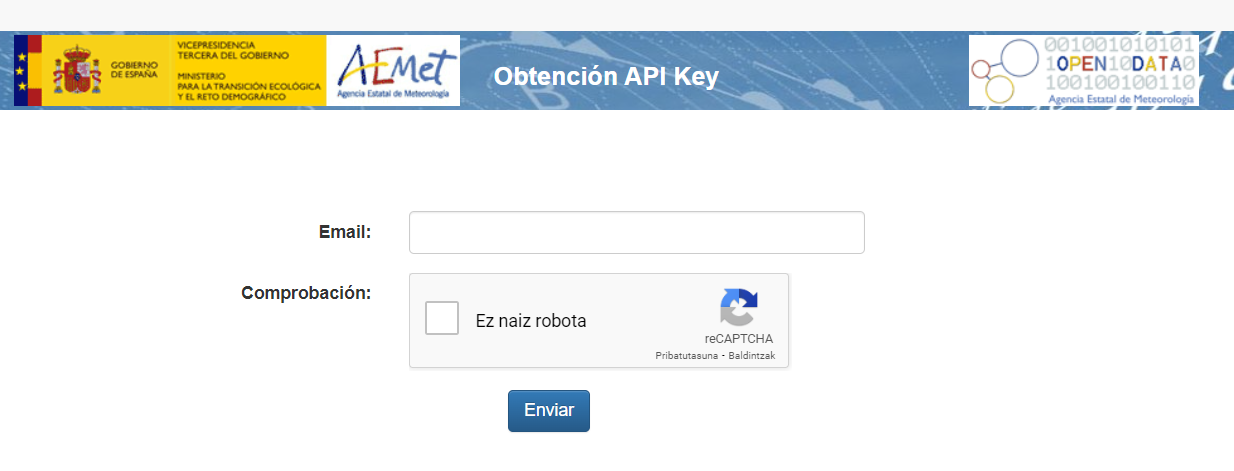 GOBIERNO
DE ESPAÑA
VICEPRESIDENCIA
TERCERA DEL GOBIERNO
MINISTERIO
PARA LA TRANSICIÓN ECOLÓGICA
Y EL RETO DEMOGRÁFICO
AEMet
Agencia Estatal de Meteorología
Obtención API Key
001001010101
1OPEN10DATA0
100100100110
Agencia Estatal de Meteorología
Email:
Comprobación:
Ez naiz robota
reCAPTCHA
Pribatutasuna - Baldintzak
Enviar